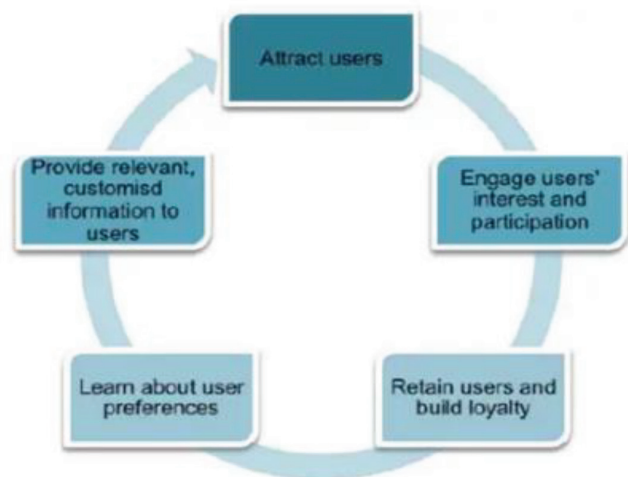 Attract users
Engage users'
interest and
participation
Retain users and
build loyalty
Learn about user
preferences
Provide relevant,
customisd
information to
users